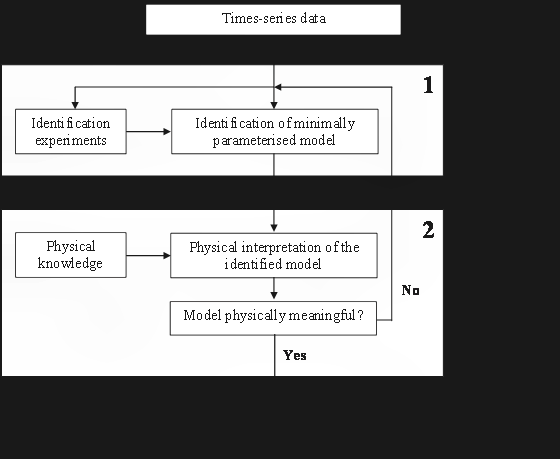 Times-series data
1
Identification
experiments
Identification of minimally
parameterised model
2
Physical
knowledge
Physical interpretation of the
identified model
No
Model physically meaningful?
Yes